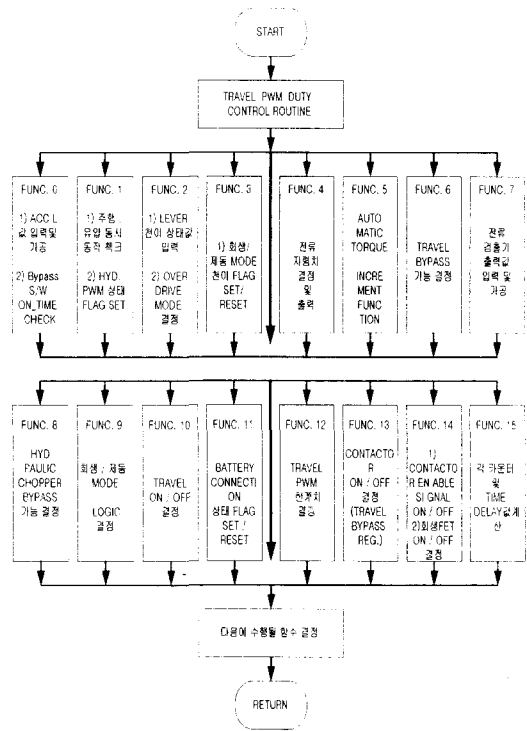 START
TRAVEL PWM DUTY
CONTROL ROUTINE
FUNC. 0
1) ACC L
값 입력및
가공
2) Bypass
S/W
ON_TIME
CHECK
FUNC. 1
1) 주행
유압 동시
동작 체크
2) HYD.
PWM 상태
FLAG SET
FUNC. 2
1) LEVER
천이 상태값
입력
2) OVER
DRIVE
MODE
결정
FUNC. 3
1) 회생/
제동 MODE
천이 FLAG
SET/
RESET
FUNC. 4
전류
결정
및
출력
FUNC. 5
AUTO
MATIC
TORQUE
INCRE
MENT
FUNC
TION
FUNC. 6
TRAVEL
BYPASS
가능 결정
FUNC. 7
전류
검출기
출력값
입력 및
가공
FUNC. 8
HYD
PAULIC
CHOPPER
BYPASS
가능 결정
FUNC. 9
회생 / 제동
MODE
LOGIC
결정
FUNC. 10
TRAVEL
ON / OFF
결정
FUNC. 11
BATTERY
CONNECTI
ON
상태 FLAG
SET /
RESET
FUNC. 12
TRAVEL
PWM
한계치
결정
FUNC. 13
CONTACTO
R
ON / OFF
결정
(TRAVEL
BYPASS
REG.)
FUNC. 14
1)
CONTACTO
R ENABLE
SIGNAL
ON / OFF
2)회생FET
ON / OFF
결정
FUNC. 15
각 카운터
및
TIME
DELAY값계
산
다음에 수행될 함수 결정
RETURN